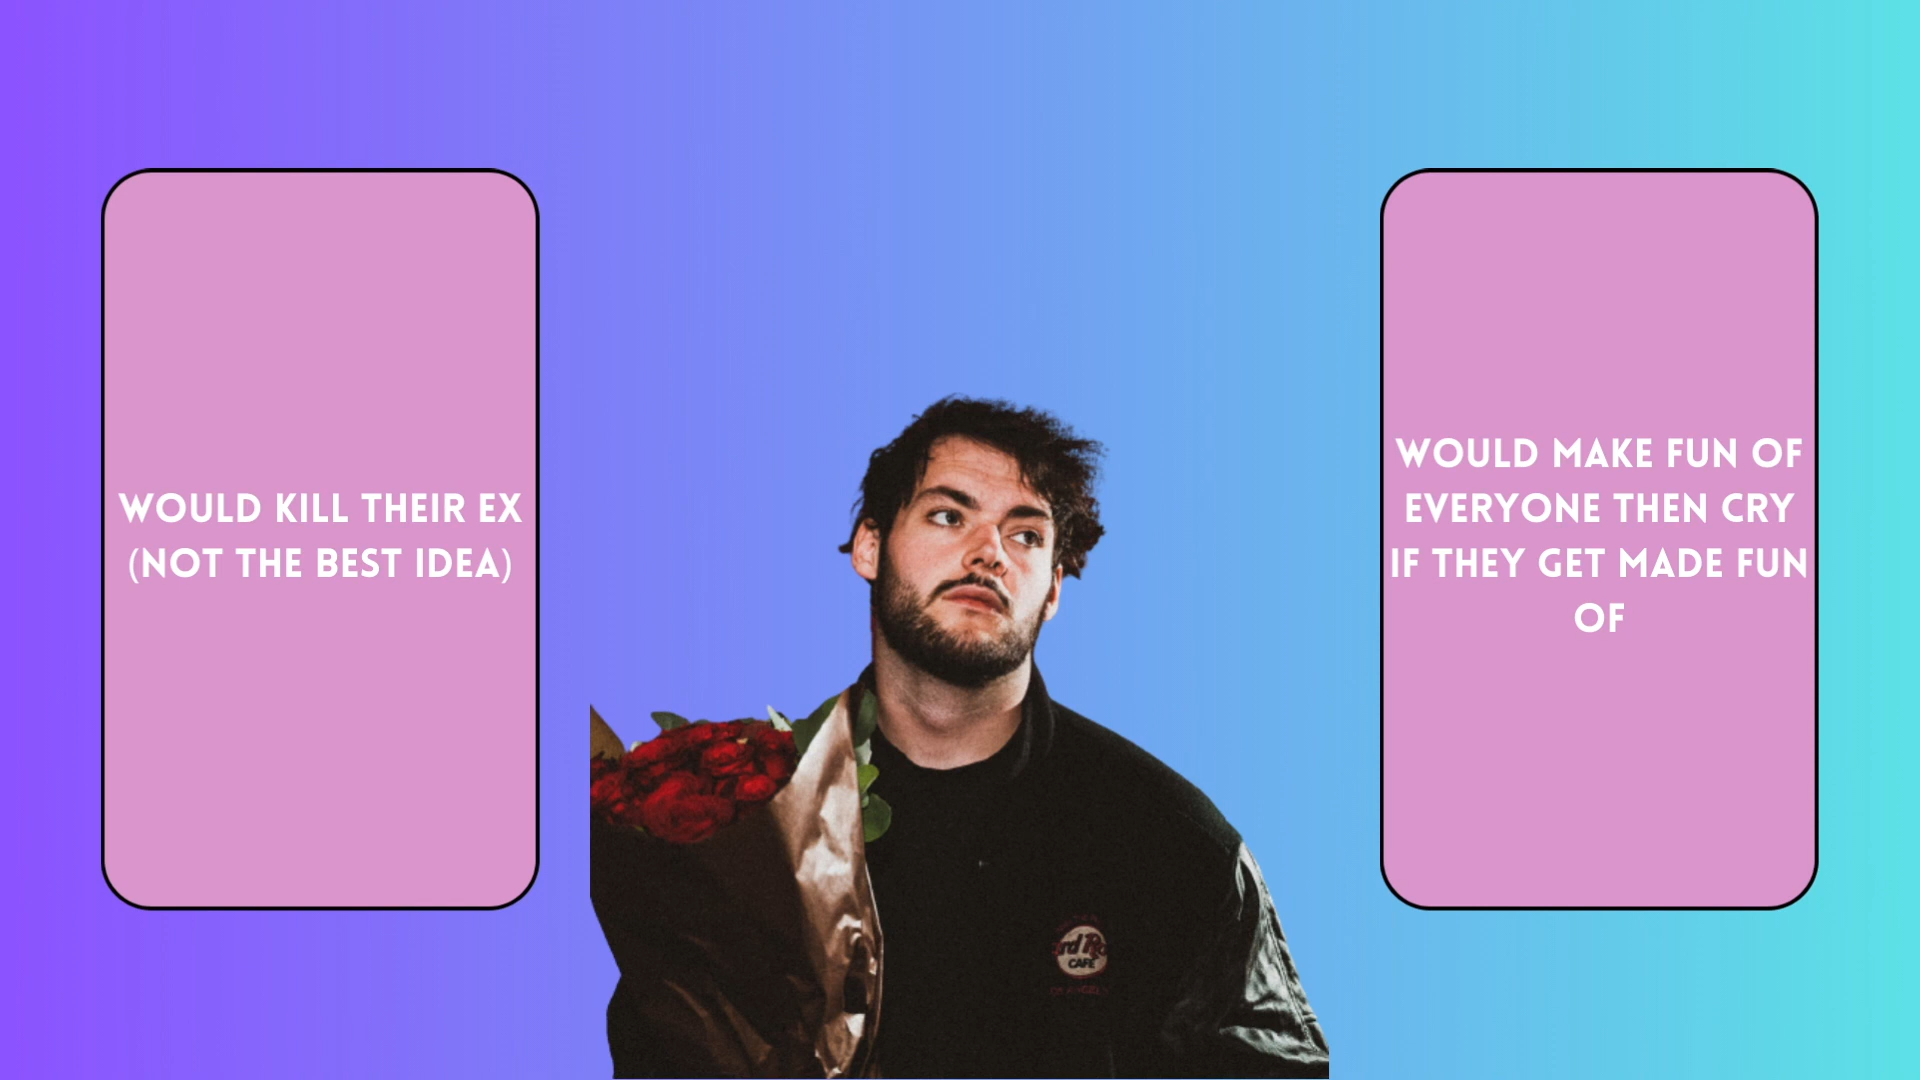 WOULD KILL THEIR EX
(NOT THE BEST IDEA)
WOULD MAKE FUN OF
EVERYONE THEN CRY
IF THEY GET MADE FUN
OF
CAFE